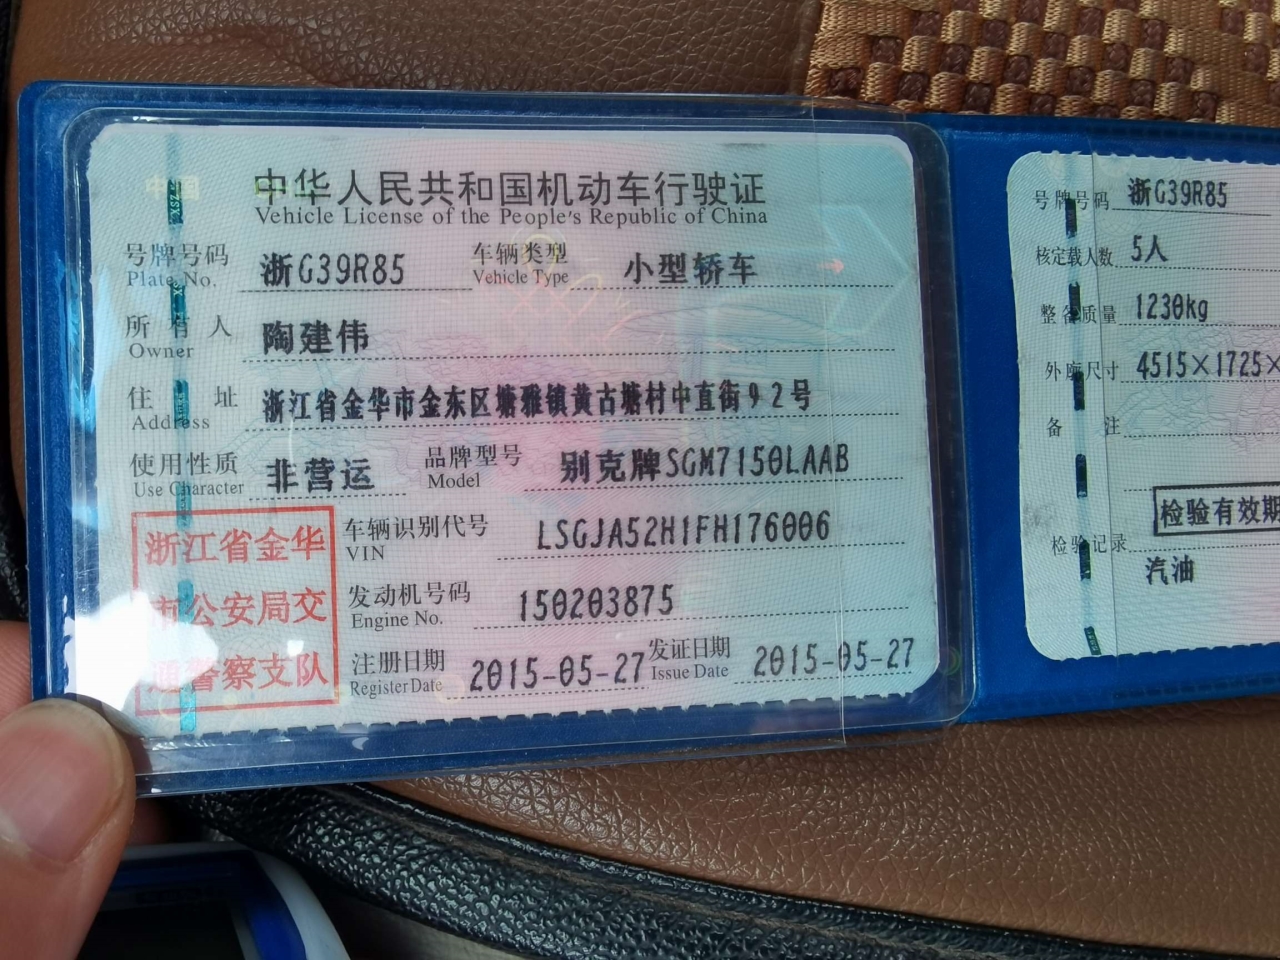 中华人民共和国机动车行驶证
Vehicle License of the People's Republic of China
号牌号码 浙G39R85 车辆类型 小型轿车
Plate No. Vehicle Type
所有人 陶建伟
Owner
住址 浙江省金华市金东区塘雅镇黄古塘村中直街92号
Address
使用性质 非营运 品牌型号 别克牌SGM7150LAAB
Use Character Model
车辆识别代号 LSGJA52H1FH176006
VIN
发动机号码 150203875
Engine No.
注册日期 2015-05-27 发证日期 2015-05-27
Register Date Issue Date
浙江省金华
市公安局交
通警察支队
号牌号码 浙G39R85
核定载人数 5人
整备质量 1230kg
外廓尺寸 4515×1725×
备注
检验有效期
检验记录
汽油